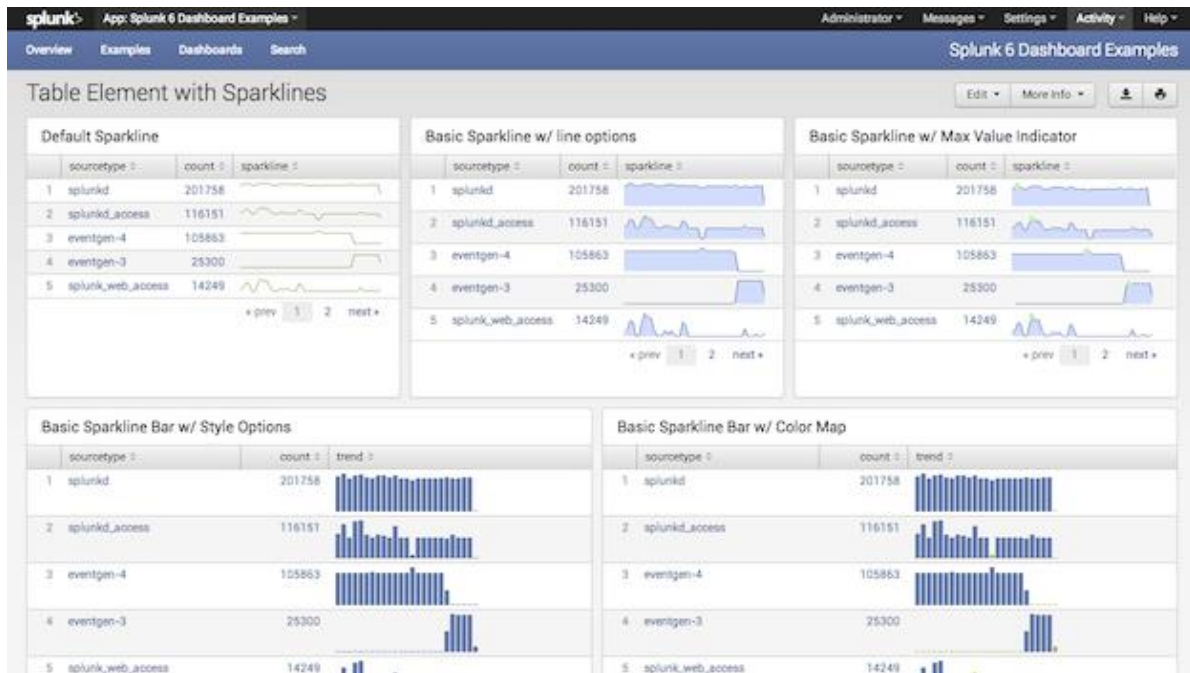 splunk> App: Splunk 6 Dashboard Examples Administrator Messages Settings Activity Help
Overview Examples Dashboards Search Splunk 6 Dashboard Examples
Table Element with Sparklines Edit More Info
Default Sparkline
sourcetype count sparkline
1 splunkd 201758
2 splunkd_access 116151
3 eventgen-4 105863
4 eventgen-3 25300
5 splunk_web_access 14249
« prev 1 2 next »
Basic Sparkline w/ line options
sourcetype count sparkline
1 splunkd 201758
2 splunkd_access 116151
3 eventgen-4 105863
4 eventgen-3 25300
5 splunk_web_access 14249
« prev 1 2 next »
Basic Sparkline w/ Max Value Indicator
sourcetype count sparkline
1 splunkd 201758
2 splunkd_access 116151
3 eventgen-4 105863
4 eventgen-3 25300
5 splunk_web_access 14249
« prev 1 2 next »
Basic Sparkline Bar w/ Style Options
sourcetype count trend
1 splunkd 201758
2 splunkd_access 116151
3 eventgen-4 105863
4 eventgen-3 25300
5 splunk_web_access 14249
Basic Sparkline Bar w/ Color Map
sourcetype count trend
1 splunkd 201758
2 splunkd_access 116151
3 eventgen-4 105863
4 eventgen-3 25300
5 splunk_web_access 14249